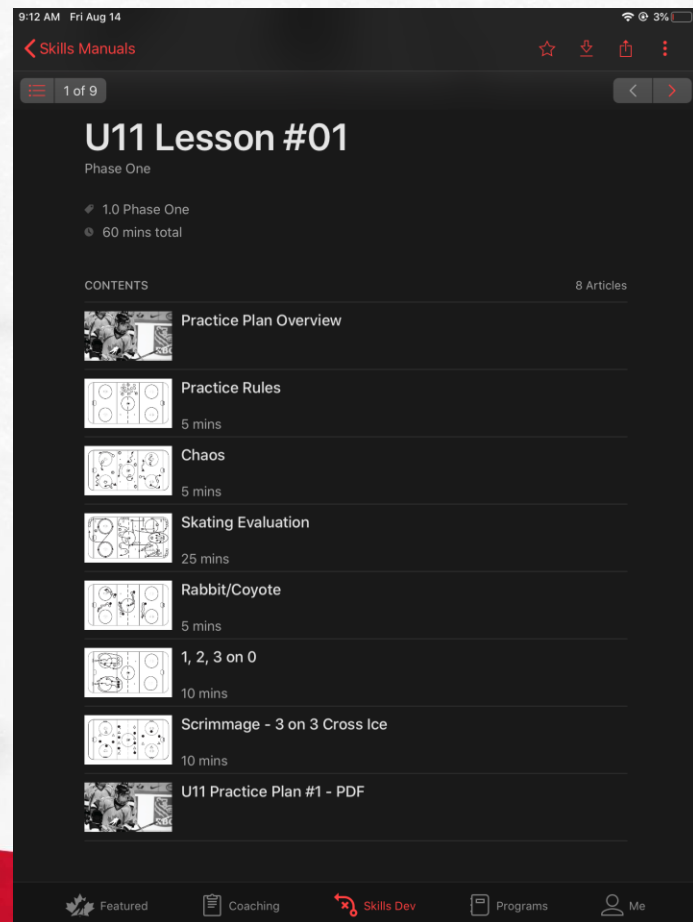 9:12 AM Fri Aug 14 3%
Skills Manuals
1 of 9
U11 Lesson #01
Phase One
1.0 Phase One
60 mins total
CONTENTS 8 Articles
Practice Plan Overview
Practice Rules
5 mins
Chaos
5 mins
Skating Evaluation
25 mins
Rabbit/Coyote
5 mins
1, 2, 3 on 0
10 mins
Scrimmage - 3 on 3 Cross Ice
10 mins
U11 Practice Plan #1 - PDF
Featured Coaching Skills Dev Programs Me